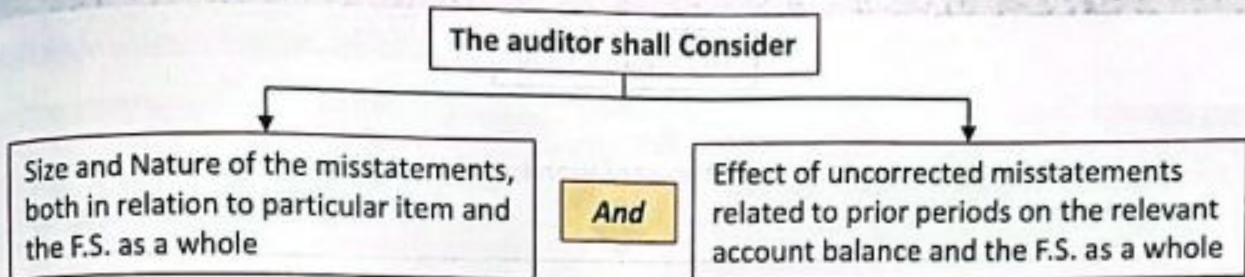 The auditor shall Consider
Size and Nature of the misstatements,
both in relation to particular item and
the F.S. as a whole
And
Effect of uncorrected misstatements
related to prior periods on the relevant
account balance and the F.S. as a whole